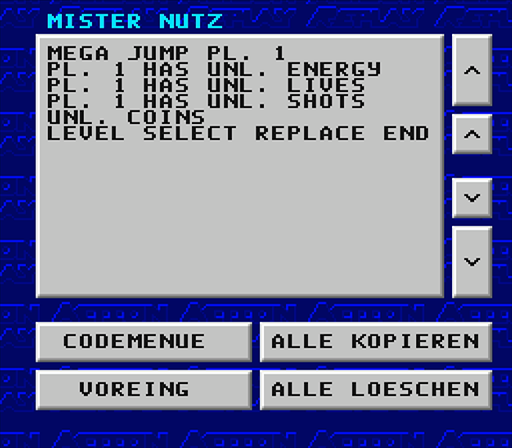 MISTER NUTZ
MEGA JUMP PL. 1
PL. 1 HAS UNL. ENERGY
PL. 1 HAS UNL. LIVES
PL. 1 HAS UNL. SHOTS
UNL. COINS
LEVEL SELECT REPLACE END
CODEMENUE
ALLE KOPIEREN
VOREING
ALLE LOESCHEN